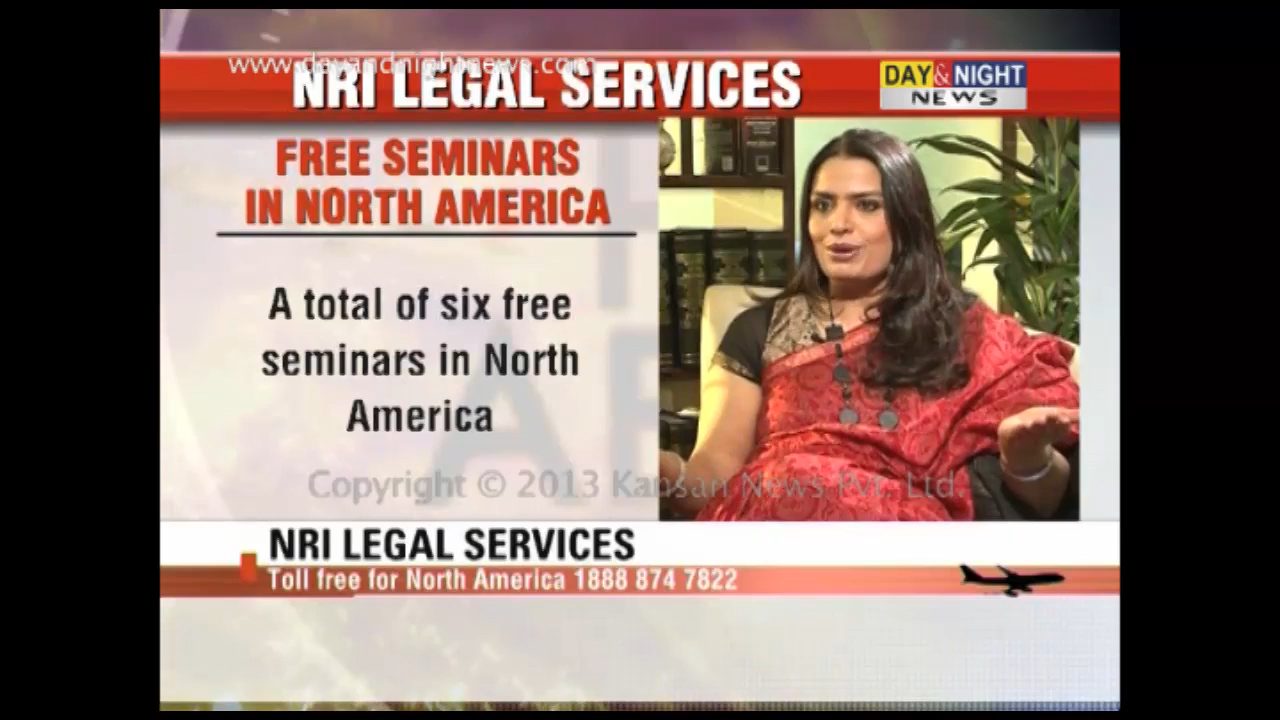 www.dayandnightnews.com
NRI LEGAL SERVICES
DAY & NIGHT
NEWS
FREE SEMINARS
IN NORTH AMERICA
A total of six free
seminars in North
America
Copyright © 2013 Kansan News Pvt. Ltd.
NRI LEGAL SERVICES
Toll free for North America 1888 874 7822